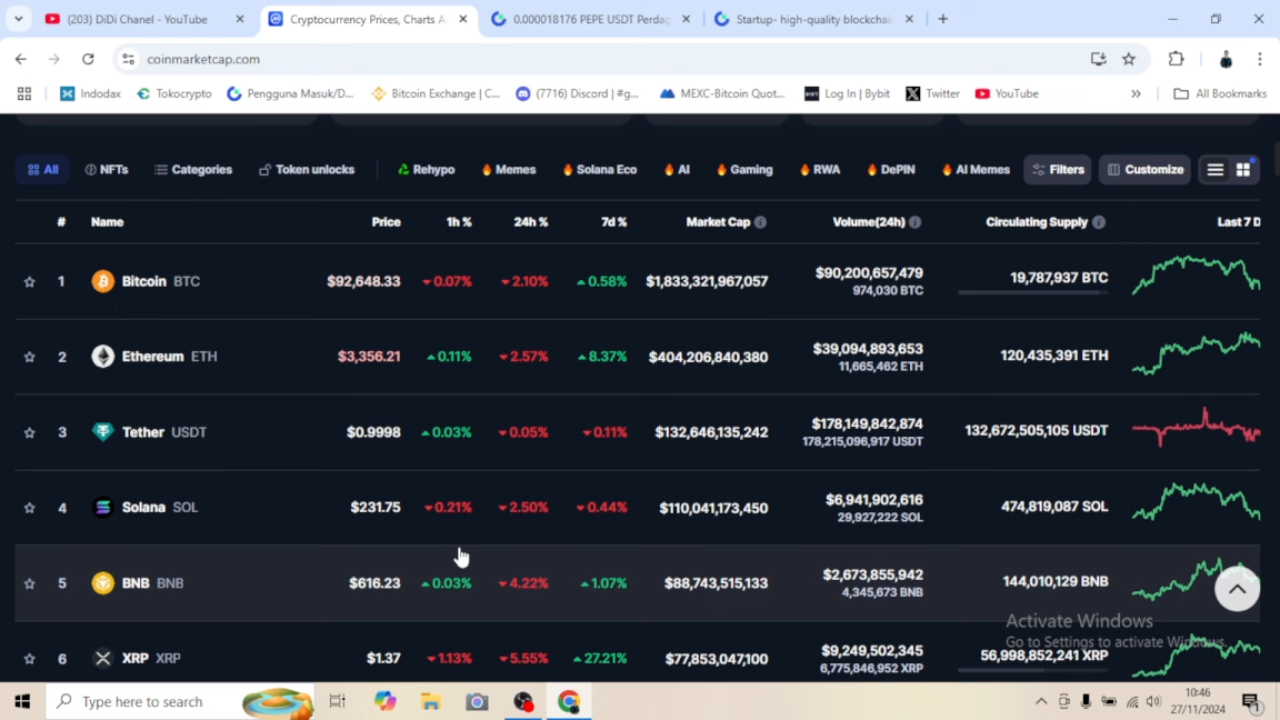 (203) DiDi Chanel - YouTube
Cryptocurrency Prices, Charts A
0.000018176 PEPE USDT Perdag
Startup- high-quality blockchai
coinmarketcap.com
Indodax
Tokocrypto
Pengguna Masuk/D...
Bitcoin Exchange | C...
(7716) Discord | #g...
MEXC-Bitcoin Quot...
Log In | Bybit
Twitter
YouTube
All Bookmarks
All NFTs Categories Token unlocks Rehypo Memes Solana Eco AI Gaming RWA DePIN AI Memes Filters Customize
# Name Price 1h % 24h % 7d % Market Cap Volume(24h) Circulating Supply Last 7 D
1 Bitcoin BTC $92,648.33 0.07% 2.10% 0.58% $1,833,321,967,057 $90,200,657,479 19,787,937 BTC
974,030 BTC
2 Ethereum ETH $3,356.21 0.11% 2.57% 8.37% $404,206,840,380 $39,094,893,653 120,435,391 ETH
11,665,462 ETH
3 Tether USDT $0.9998 0.03% 0.05% 0.11% $132,646,135,242 $178,149,842,874 132,672,505,105 USDT
178,215,096,917 USDT
4 Solana SOL $231.75 0.21% 2.50% 0.44% $110,041,173,450 $6,941,902,616 474,819,087 SOL
29,927,222 SOL
5 BNB BNB $616.23 0.03% 4.22% 1.07% $88,743,515,133 $2,673,855,942 144,010,129 BNB
4,345,673 BNB
Activate Windows
Go to Settings to activate Windows.
6 XRP XRP $1.37 1.13% 5.55% 27.21% $77,853,047,100 $9,249,502,345 56,998,852,241 XRP
6,775,846,952 XRP
Type here to search
10:46
27/11/2024